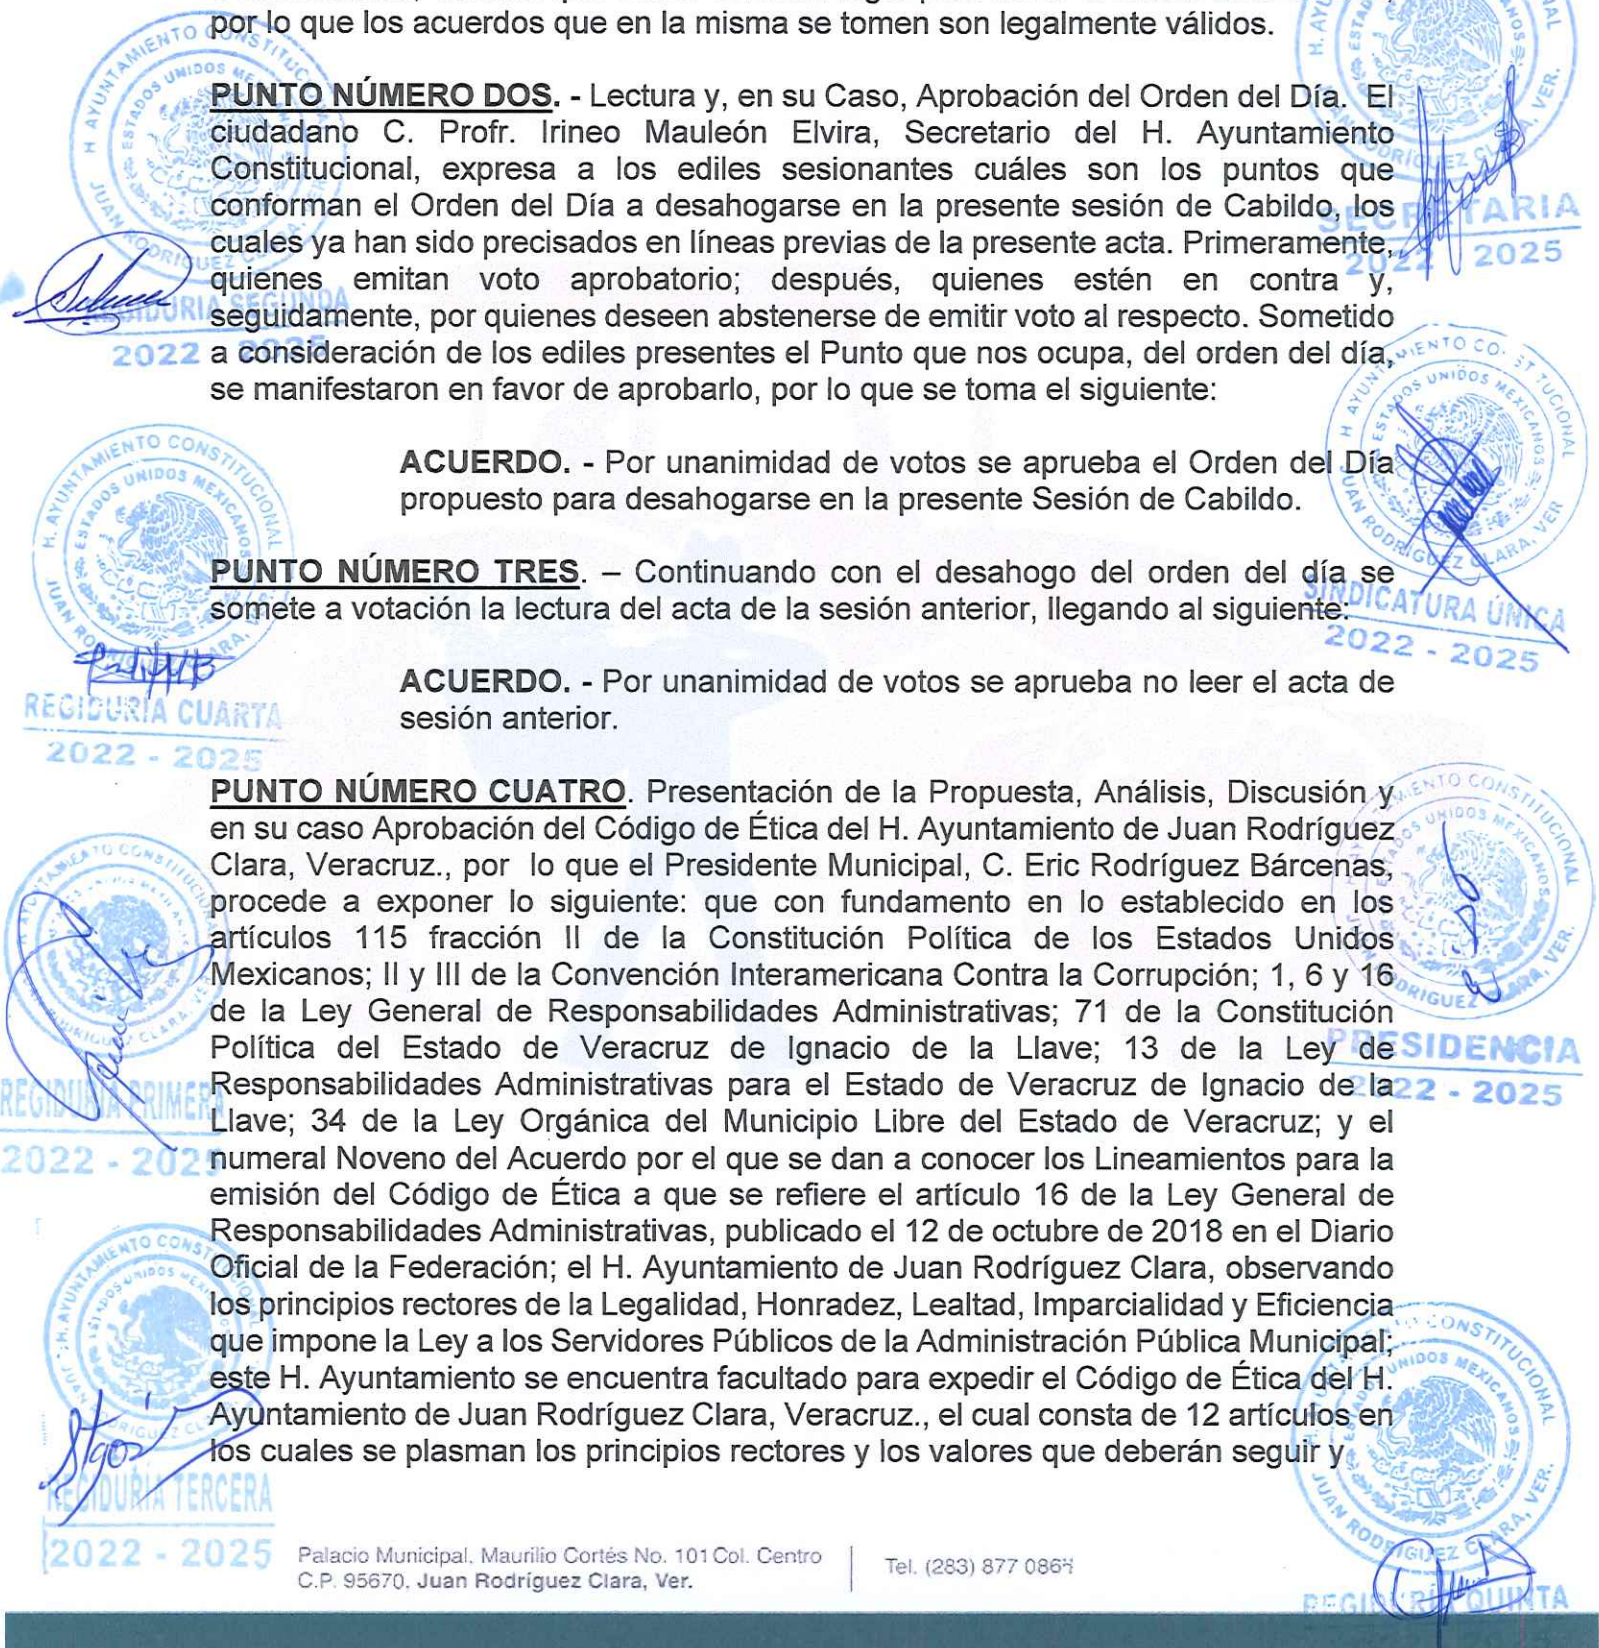 por lo que los acuerdos que en la misma se tomen son legalmente válidos.
PUNTO NÚMERO DOS. - Lectura y, en su Caso, Aprobación del Orden del Día. El
ciudadano C. Profr. Irineo Mauleón Elvira, Secretario del H. Ayuntamiento
Constitucional, expresa a los ediles sesionantes cuáles son los puntos que
conforman el Orden del Día a desahogarse en la presente sesión de Cabildo, los
cuales ya han sido precisados en líneas previas de la presente acta. Primeramente,
quienes emitan voto aprobatorio; después, quienes estén en contra y,
seguidamente, por quienes deseen abstenerse de emitir voto al respecto. Sometido
a consideración de los ediles presentes el Punto que nos ocupa, del orden del día,
se manifestaron en favor de aprobarlo, por lo que se toma el siguiente:
ACUERDO. - Por unanimidad de votos se aprueba el Orden del Día
propuesto para desahogarse en la presente Sesión de Cabildo.
PUNTO NÚMERO TRES. – Continuando con el desahogo del orden del día se
somete a votación la lectura del acta de la sesión anterior, llegando al siguiente:
ACUERDO. - Por unanimidad de votos se aprueba no leer el acta de
sesión anterior.
PUNTO NÚMERO CUATRO. Presentación de la Propuesta, Análisis, Discusión y
en su caso Aprobación del Código de Ética del H. Ayuntamiento de Juan Rodríguez
Clara, Veracruz., por lo que el Presidente Municipal, C. Eric Rodríguez Bárcenas,
procede a exponer lo siguiente: que con fundamento en lo establecido en los
artículos 115 fracción II de la Constitución Política de los Estados Unidos
Mexicanos; II y III de la Convención Interamericana Contra la Corrupción; 1, 6 y 16
de la Ley General de Responsabilidades Administrativas; 71 de la Constitución
Política del Estado de Veracruz de Ignacio de la Llave; 13 de la Ley de
Responsabilidades Administrativas para el Estado de Veracruz de Ignacio de la
Llave; 34 de la Ley Orgánica del Municipio Libre del Estado de Veracruz; y el
numeral Noveno del Acuerdo por el que se dan a conocer los Lineamientos para la
emisión del Código de Ética a que se refiere el artículo 16 de la Ley General de
Responsabilidades Administrativas, publicado el 12 de octubre de 2018 en el Diario
Oficial de la Federación; el H. Ayuntamiento de Juan Rodríguez Clara, observando
los principios rectores de la Legalidad, Honradez, Lealtad, Imparcialidad y Eficiencia
que impone la Ley a los Servidores Públicos de la Administración Pública Municipal;
este H. Ayuntamiento se encuentra facultado para expedir el Código de Ética del H.
Ayuntamiento de Juan Rodríguez Clara, Veracruz., el cual consta de 12 artículos en
los cuales se plasman los principios rectores y los valores que deberán seguir y
H AYUNTAMIENTO CONSTITUCIONAL
ESTADOS UNIDOS MEXICANOS
JUAN RODRIGUEZ CLARA, VER.
REGIDURIA SEGUNDA
2022 - 2025
SECRETARIA
2022 - 2025
REGIDURIA CUARTA
2022 - 2025
SINDICATURA ÚNICA
2022 - 2025
REGIDURIA PRIMERA
2022 - 2025
PRESIDENCIA
2022 - 2025
REGIDURÍA TERCERA
2022 - 2025
REGIDURÍA QUINTA
Palacio Municipal, Maurilio Cortés No. 101 Col. Centro
C.P. 95670, Juan Rodríguez Clara, Ver.
Tel. (283) 877 086